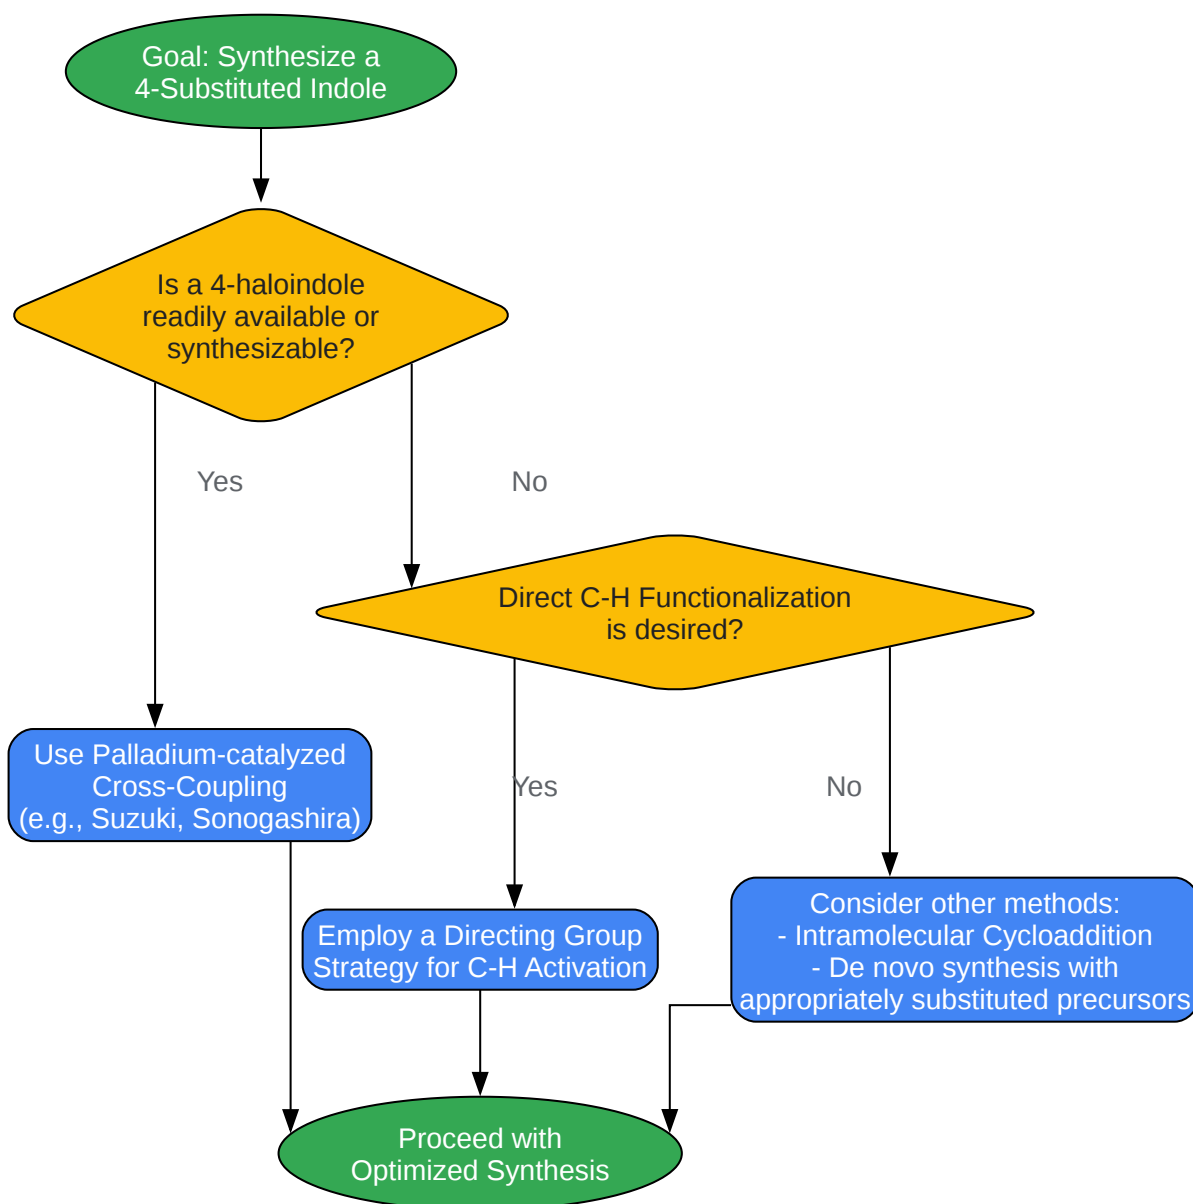 Goal: Synthesize a
4-Substituted Indole
Is a 4-haloindole
readily available or
synthesizable?
Yes
No
Direct C-H Functionalization
is desired?
Use Palladium-catalyzed
Cross-Coupling
(e.g., Suzuki, Sonogashira)
Yes
No
Employ a Directing Group
Strategy for C-H Activation
Consider other methods:
- Intramolecular Cycloaddition
- De novo synthesis with
appropriately substituted precursors
Proceed with
Optimized Synthesis